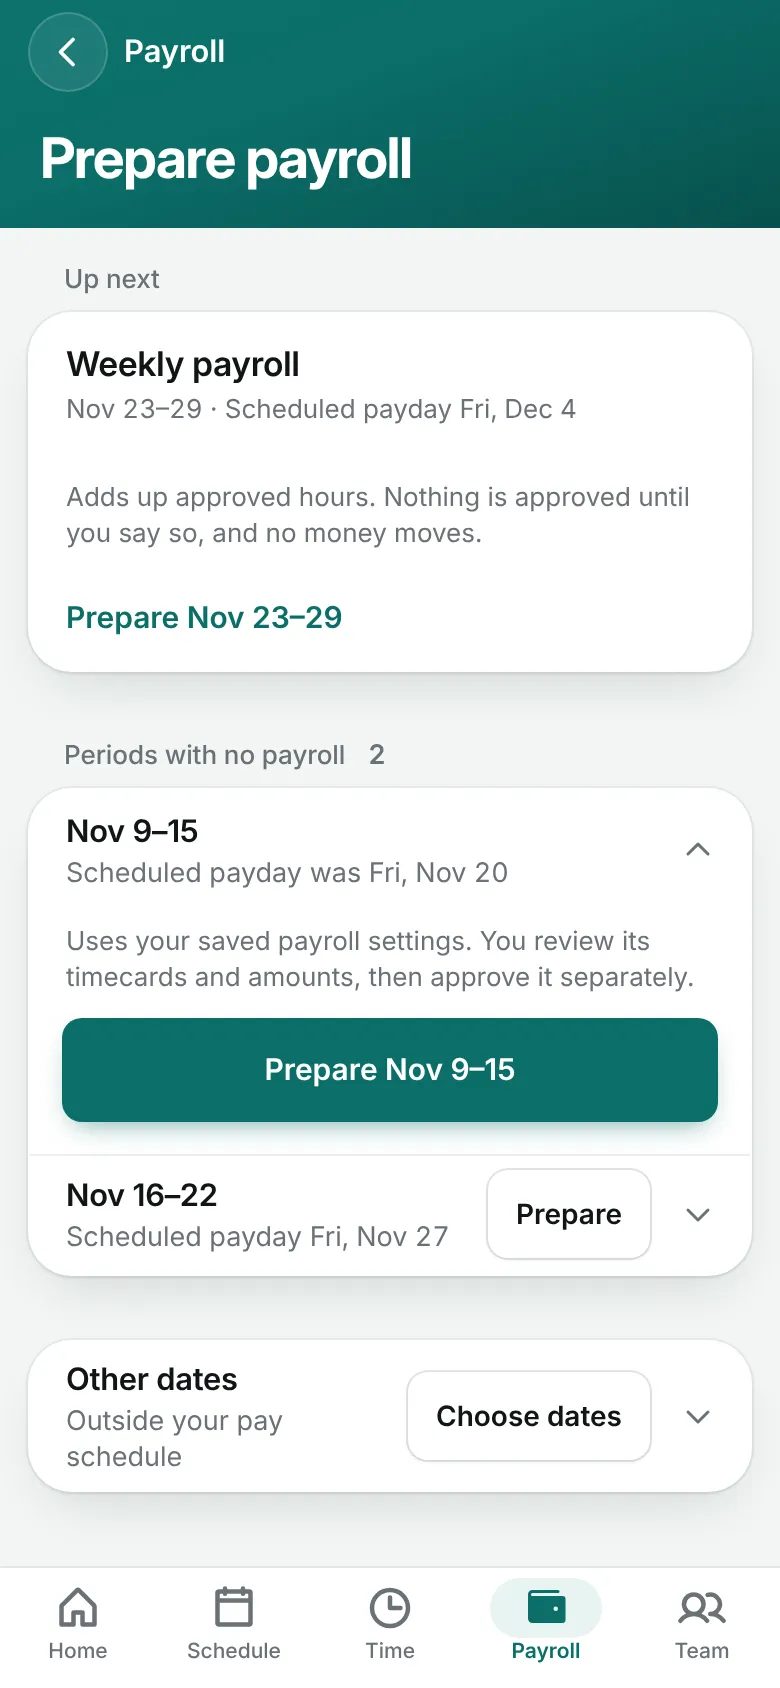 Payroll
Prepare payroll
Up next
Weekly payroll
Nov 23–29 · Scheduled payday Fri, Dec 4
Adds up approved hours. Nothing is approved until
you say so, and no money moves.
Prepare Nov 23–29
Periods with no payroll 2
Nov 9–15
Scheduled payday was Fri, Nov 20
Uses your saved payroll settings. You review its
timecards and amounts, then approve it separately.
Prepare Nov 9–15
Nov 16–22
Scheduled payday Fri, Nov 27
Prepare
Other dates
Outside your pay
schedule
Choose dates
Home
Schedule
Time
Payroll
Team